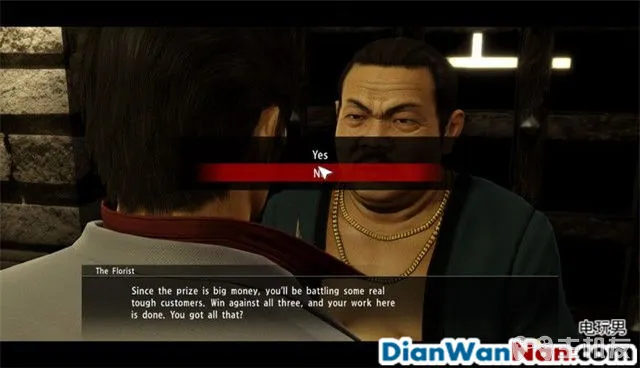 Yes
The Florist
Since the prize is big money, you'll be battling some real
tough customers. Win against all three, and your work here
is done. You got all that?
电玩男
DianWanNan.com